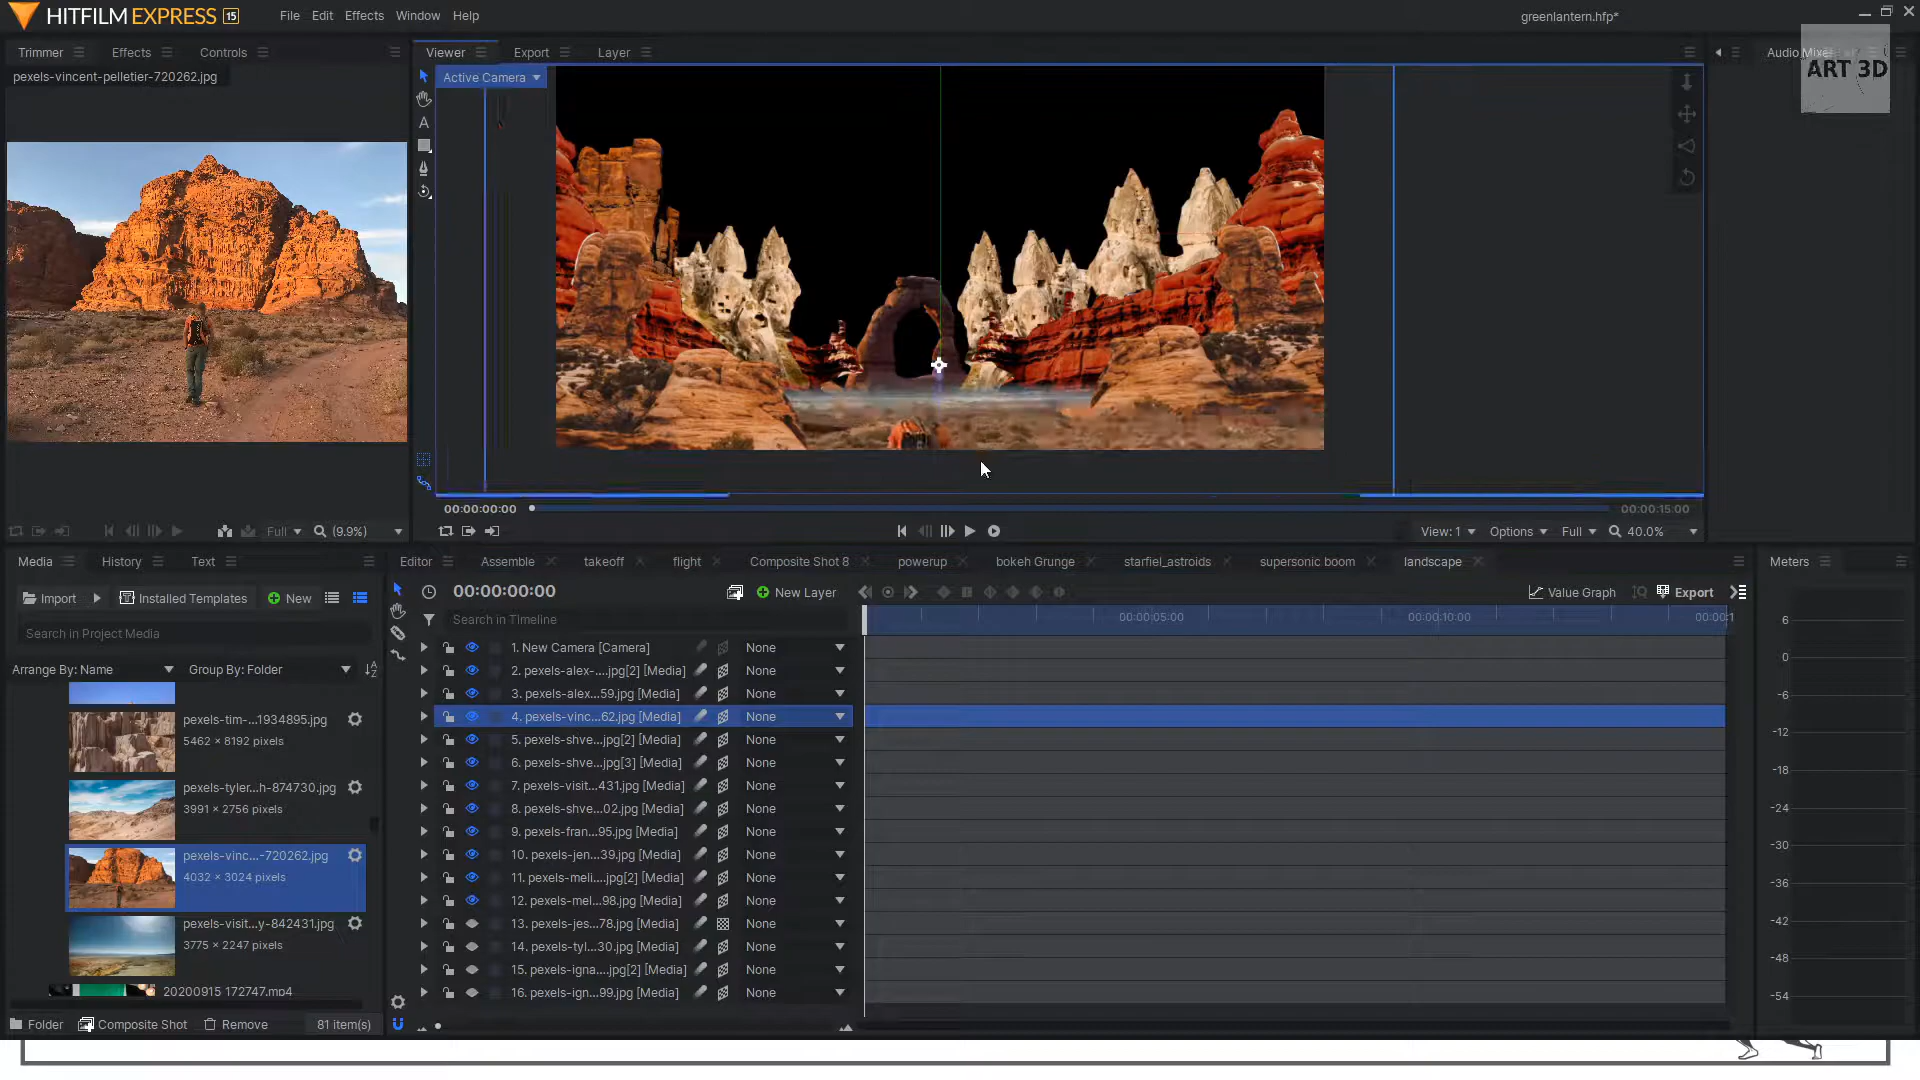 HITFILM EXPRESS 15
File Edit Effects Window Help
greenlantern.hfp*
Trimmer Effects Controls
Viewer Export Layer
Audio Mixer
ART 3D
pexels-vincent-pelletier-720262.jpg
Active Camera
00:00:00:00
00:00:15:00
Full (9.9%)
View: 1 Options Full 40.0%
Media History Text
Editor Assemble takeoff flight Composite Shot 8 powerup bokeh Grunge starfiel_astroids supersonic boom landscape
Meters
Import Installed Templates New
00:00:00:00
New Layer
Value Graph Export
Search in Project Media
Search in Timeline
00:00:05:00 00:00:10:00 00:00:1
Arrange By: Name Group By: Folder
pexels-tim-...1934895.jpg
5462 × 8192 pixels
pexels-tyler...h-874730.jpg
3991 × 2756 pixels
pexels-vinc...-720262.jpg
4032 × 3024 pixels
pexels-visit...y-842431.jpg
3775 × 2247 pixels
20200915 172747.mp4
Folder Composite Shot Remove 81 item(s)
1. New Camera [Camera] None
2. pexels-alex-....jpg[2] [Media] None
3. pexels-alex...59.jpg [Media] None
4. pexels-vinc...62.jpg [Media] None
5. pexels-shve...jpg[2] [Media] None
6. pexels-shve...jpg[3] [Media] None
7. pexels-visit...431.jpg [Media] None
8. pexels-shve...02.jpg [Media] None
9. pexels-fran...95.jpg [Media] None
10. pexels-jen...39.jpg [Media] None
11. pexels-meli....jpg[2] [Media] None
12. pexels-mel...98.jpg [Media] None
13. pexels-jes...78.jpg [Media] None
14. pexels-tyl...30.jpg [Media] None
15. pexels-igna....jpg[2] [Media] None
16. pexels-ign...99.jpg [Media] None
6
0
-6
-12
-18
-24
-30
-36
-42
-48
-54